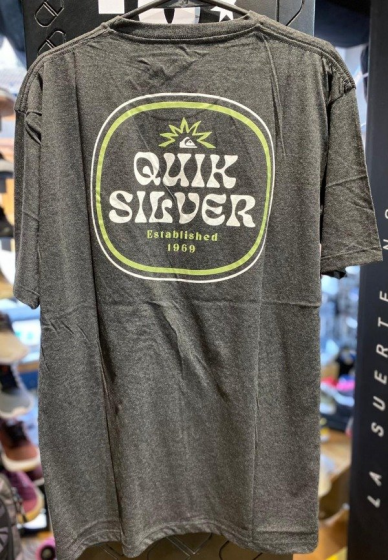 QUIK
SILVER
Established
1969
LA SUERTE